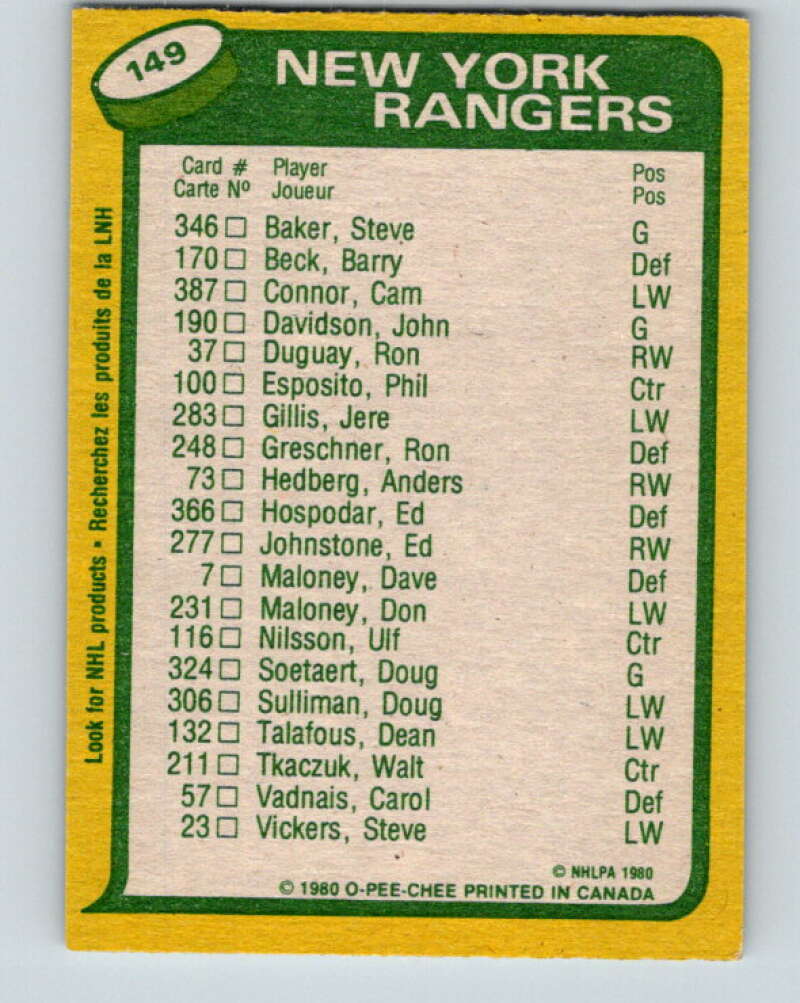 149
NEW YORK
RANGERS
Card # Player Pos
Carte Nº Joueur Pos
346 □ Baker, Steve G
170 □ Beck, Barry Def
387 □ Connor, Cam LW
190 □ Davidson, John G
37 □ Duguay, Ron RW
100 □ Esposito, Phil Ctr
283 □ Gillis, Jere LW
248 □ Greschner, Ron Def
73 □ Hedberg, Anders RW
366 □ Hospodar, Ed Def
277 □ Johnstone, Ed RW
7 □ Maloney, Dave Def
231 □ Maloney, Don LW
116 □ Nilsson, Ulf Ctr
324 □ Soetaert, Doug G
306 □ Sulliman, Doug LW
132 □ Talafous, Dean LW
211 □ Tkaczuk, Walt Ctr
57 □ Vadnais, Carol Def
23 □ Vickers, Steve LW
© NHLPA 1980
© 1980 O-PEE-CHEE PRINTED IN CANADA
Look for NHL products • Recherchez les produits de la LNH